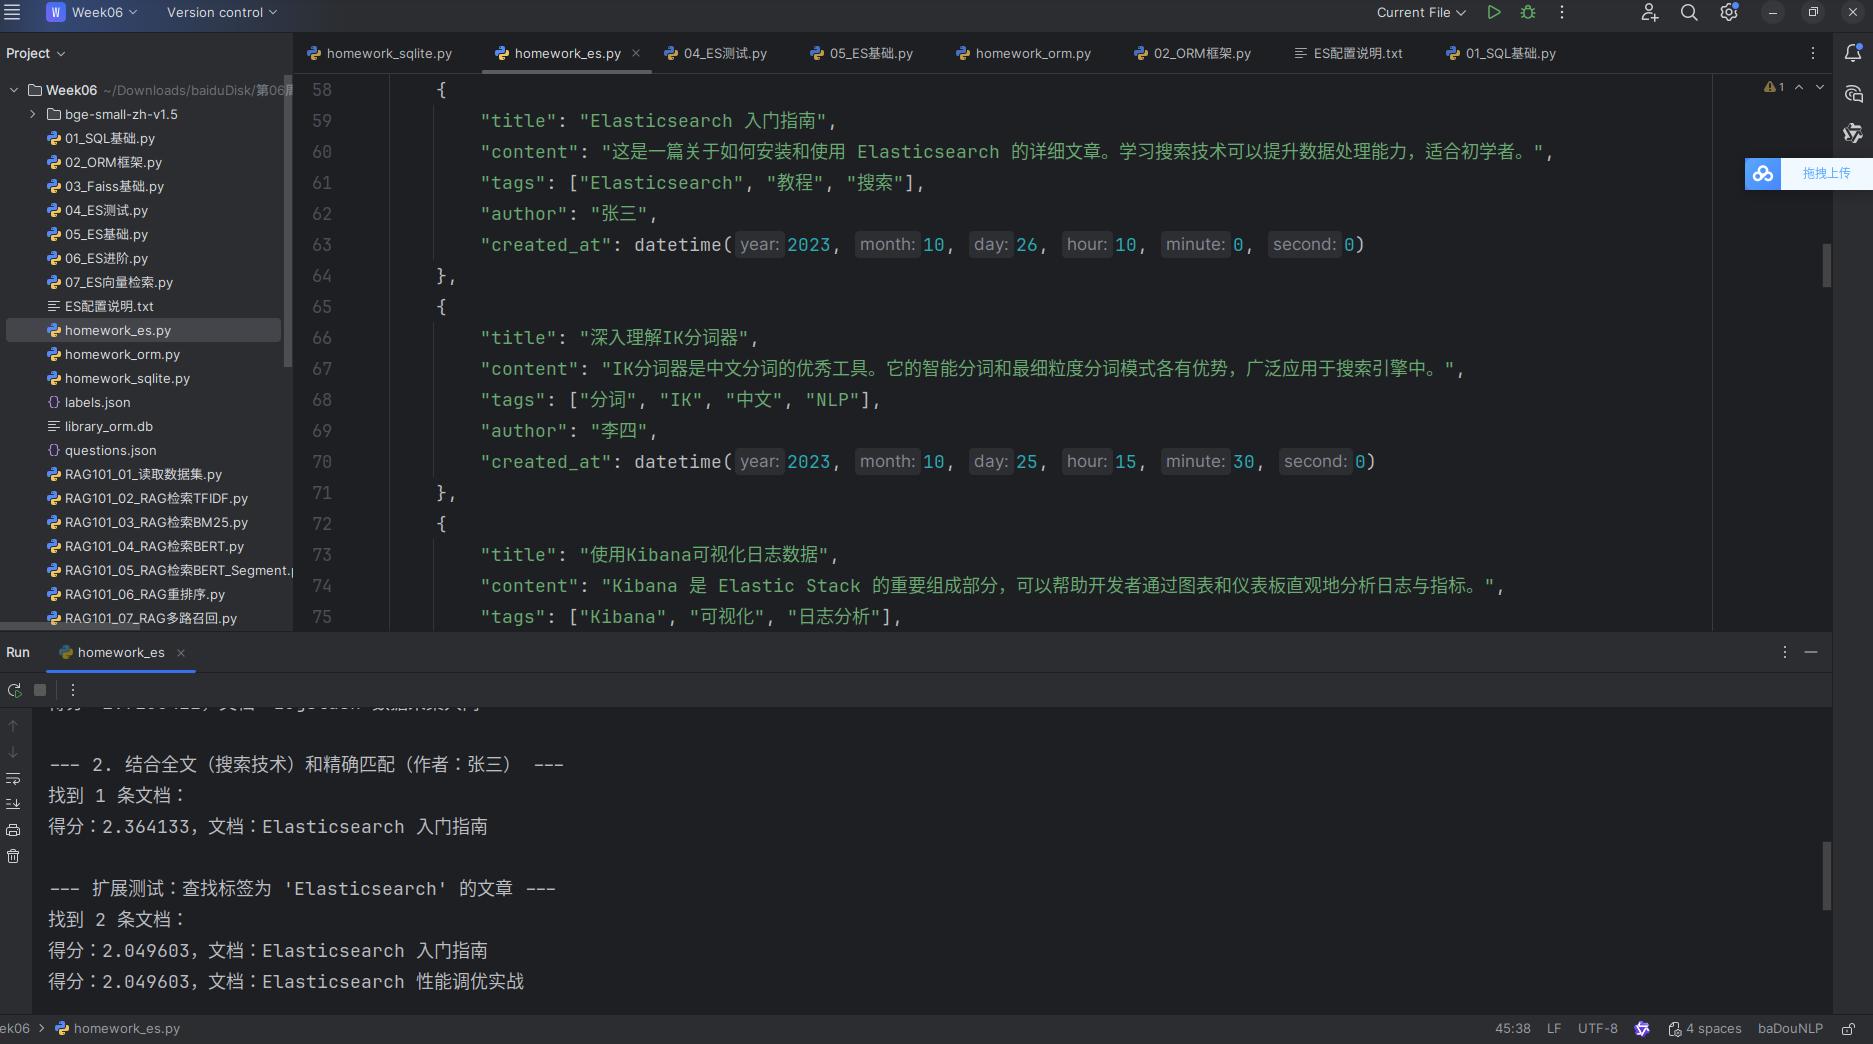 W Week06 Version control Current File
Project
homework_sqlite.py homework_es.py 04_ES测试.py 05_ES基础.py homework_orm.py 02_ORM框架.py ES配置说明.txt 01_SQL基础.py
Week06 ~/Downloads/baiduDisk/第06周
bge-small-zh-v1.5
01_SQL基础.py
02_ORM框架.py
03_Faiss基础.py
04_ES测试.py
05_ES基础.py
06_ES进阶.py
07_ES向量检索.py
ES配置说明.txt
homework_es.py
homework_orm.py
homework_sqlite.py
labels.json
library_orm.db
questions.json
RAG101_01_读取数据集.py
RAG101_02_RAG检索TFIDF.py
RAG101_03_RAG检索BM25.py
RAG101_04_RAG检索BERT.py
RAG101_05_RAG检索BERT_Segment.
RAG101_06_RAG重排序.py
RAG101_07_RAG多路召回.py
1
拖拽上传
58 {
59 "title": "Elasticsearch 入门指南",
60 "content": "这是一篇关于如何安装和使用 Elasticsearch 的详细文章。学习搜索技术可以提升数据处理能力，适合初学者。",
61 "tags": ["Elasticsearch", "教程", "搜索"],
62 "author": "张三",
63 "created_at": datetime( year: 2023, month: 10, day: 26, hour: 10, minute: 0, second: 0)
64 },
65 {
66 "title": "深入理解IK分词器",
67 "content": "IK分词器是中文分词的优秀工具。它的智能分词和最细粒度分词模式各有优势，广泛应用于搜索引擎中。",
68 "tags": ["分词", "IK", "中文", "NLP"],
69 "author": "李四",
70 "created_at": datetime( year: 2023, month: 10, day: 25, hour: 15, minute: 30, second: 0)
71 },
72 {
73 "title": "使用Kibana可视化日志数据",
74 "content": "Kibana 是 Elastic Stack 的重要组成部分，可以帮助开发者通过图表和仪表板直观地分析日志与指标。",
75 "tags": ["Kibana", "可视化", "日志分析"],
Run homework_es
--- 2. 结合全文（搜索技术）和精确匹配（作者：张三） ---
找到 1 条文档：
得分：2.364133，文档：Elasticsearch 入门指南
--- 扩展测试：查找标签为 'Elasticsearch' 的文章 ---
找到 2 条文档：
得分：2.049603，文档：Elasticsearch 入门指南
得分：2.049603，文档：Elasticsearch 性能调优实战
ek06 > homework_es.py 45:38 LF UTF-8 4 spaces baDouNLP